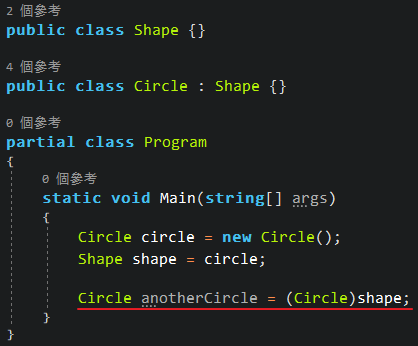 2 個參考
public class Shape {}
4 個參考
public class Circle : Shape {}
0 個參考
partial class Program
{
0 個參考
static void Main(string[] args)
{
Circle circle = new Circle();
Shape shape = circle;
Circle anotherCircle = (Circle)shape;
}
}